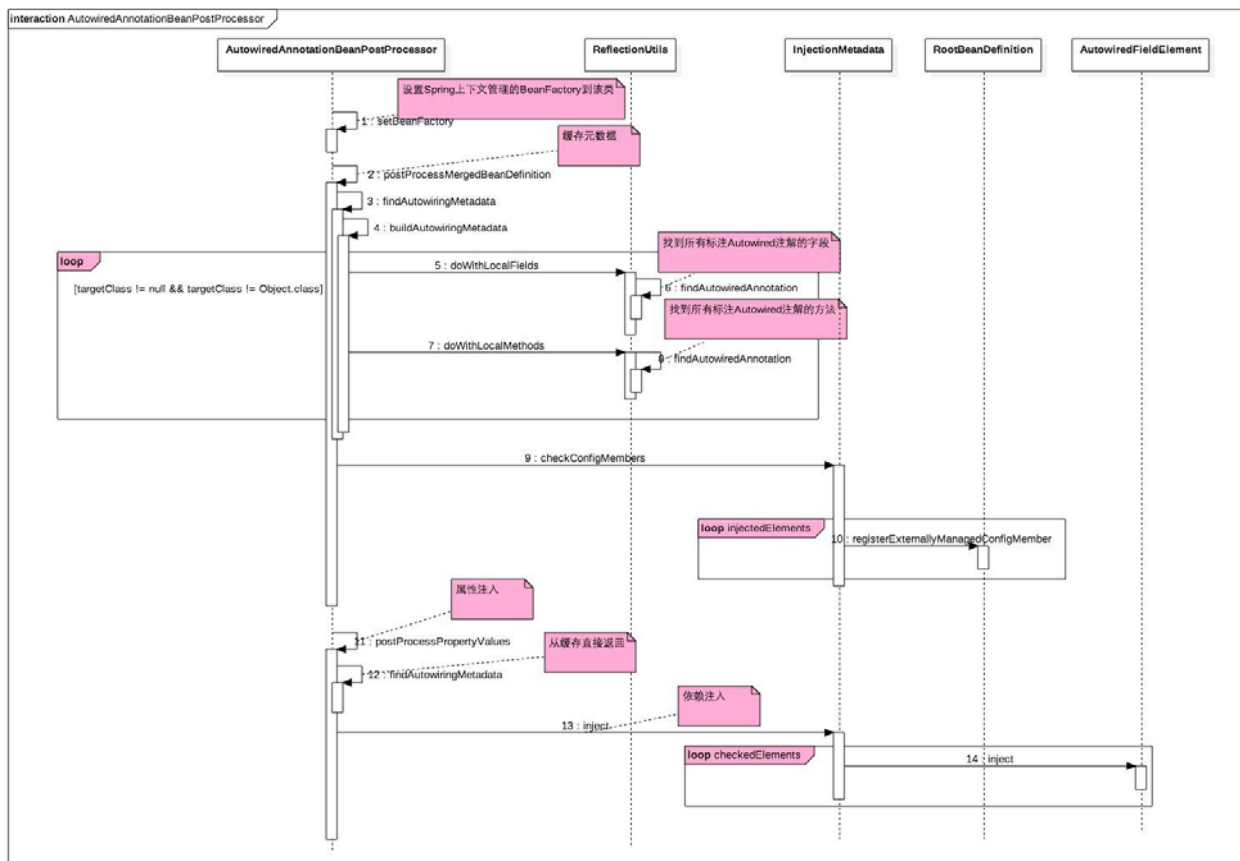 interaction AutowiredAnnotationBeanPostProcessor
AutowiredAnnotationBeanPostProcessor
ReflectionUtils
InjectionMetadata
RootBeanDefinition
AutowiredFieldElement
设置Spring上下文管理的BeanFactory到该类
1 : setBeanFactory
缓存元数据
2 : postProcessMergedBeanDefinition
3 : findAutowiringMetadata
4 : buildAutowiringMetadata
找到所有标注Autowired注解的字段
loop
5 : doWithLocalFields
[targetClass != null && targetClass != Object.class]
6 : findAutowiredAnnotation
找到所有标注Autowired注解的方法
7 : doWithLocalMethods
8 : findAutowiredAnnotation
9 : checkConfigMembers
loop injectedElements
10 : registerExternallyManagedConfigMember
属性注入
11 : postProcessPropertyValues
从缓存直接返回
12 : findAutowiringMetadata
依赖注入
13 : inject
loop checkedElements
14 : inject